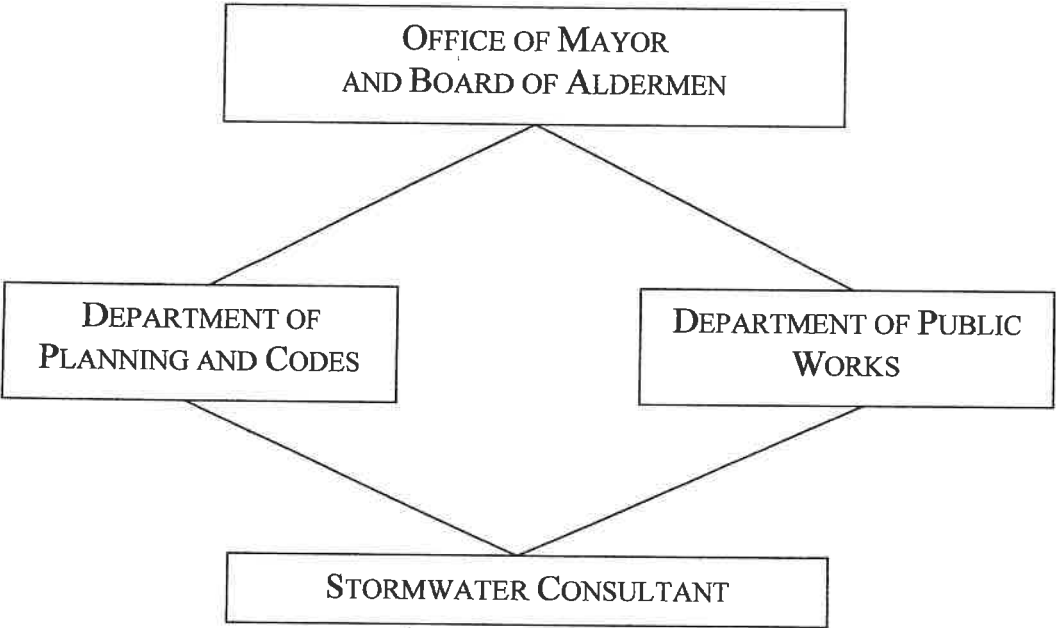 OFFICE OF MAYOR
AND BOARD OF ALDERMEN
DEPARTMENT OF
PLANNING AND CODES
DEPARTMENT OF PUBLIC
WORKS
STORMWATER CONSULTANT